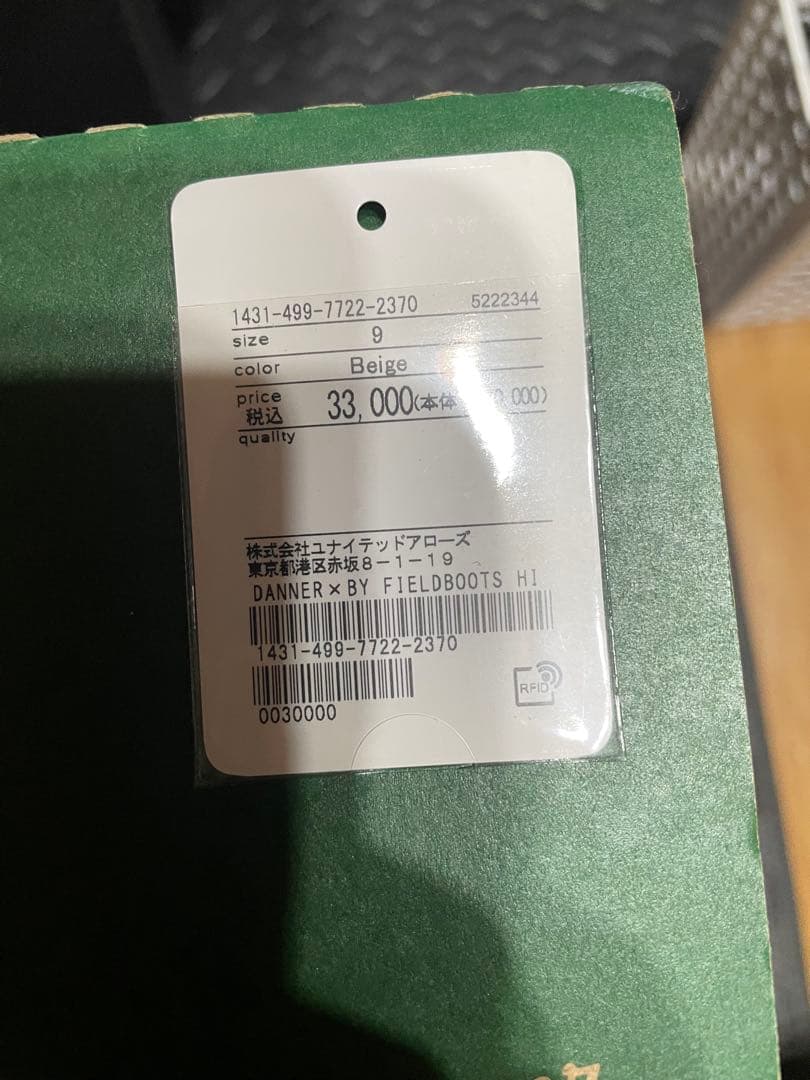 1431-499-7722-2370 5222344
size 9
color Beige
price 税込 33,000(本体 000)
quality
株式会社ユナイテッドアローズ
東京都港区赤坂8-1-19
DANNER×BY FIELDBOOTS HI
1431-499-7722-2370
0030000
RFID